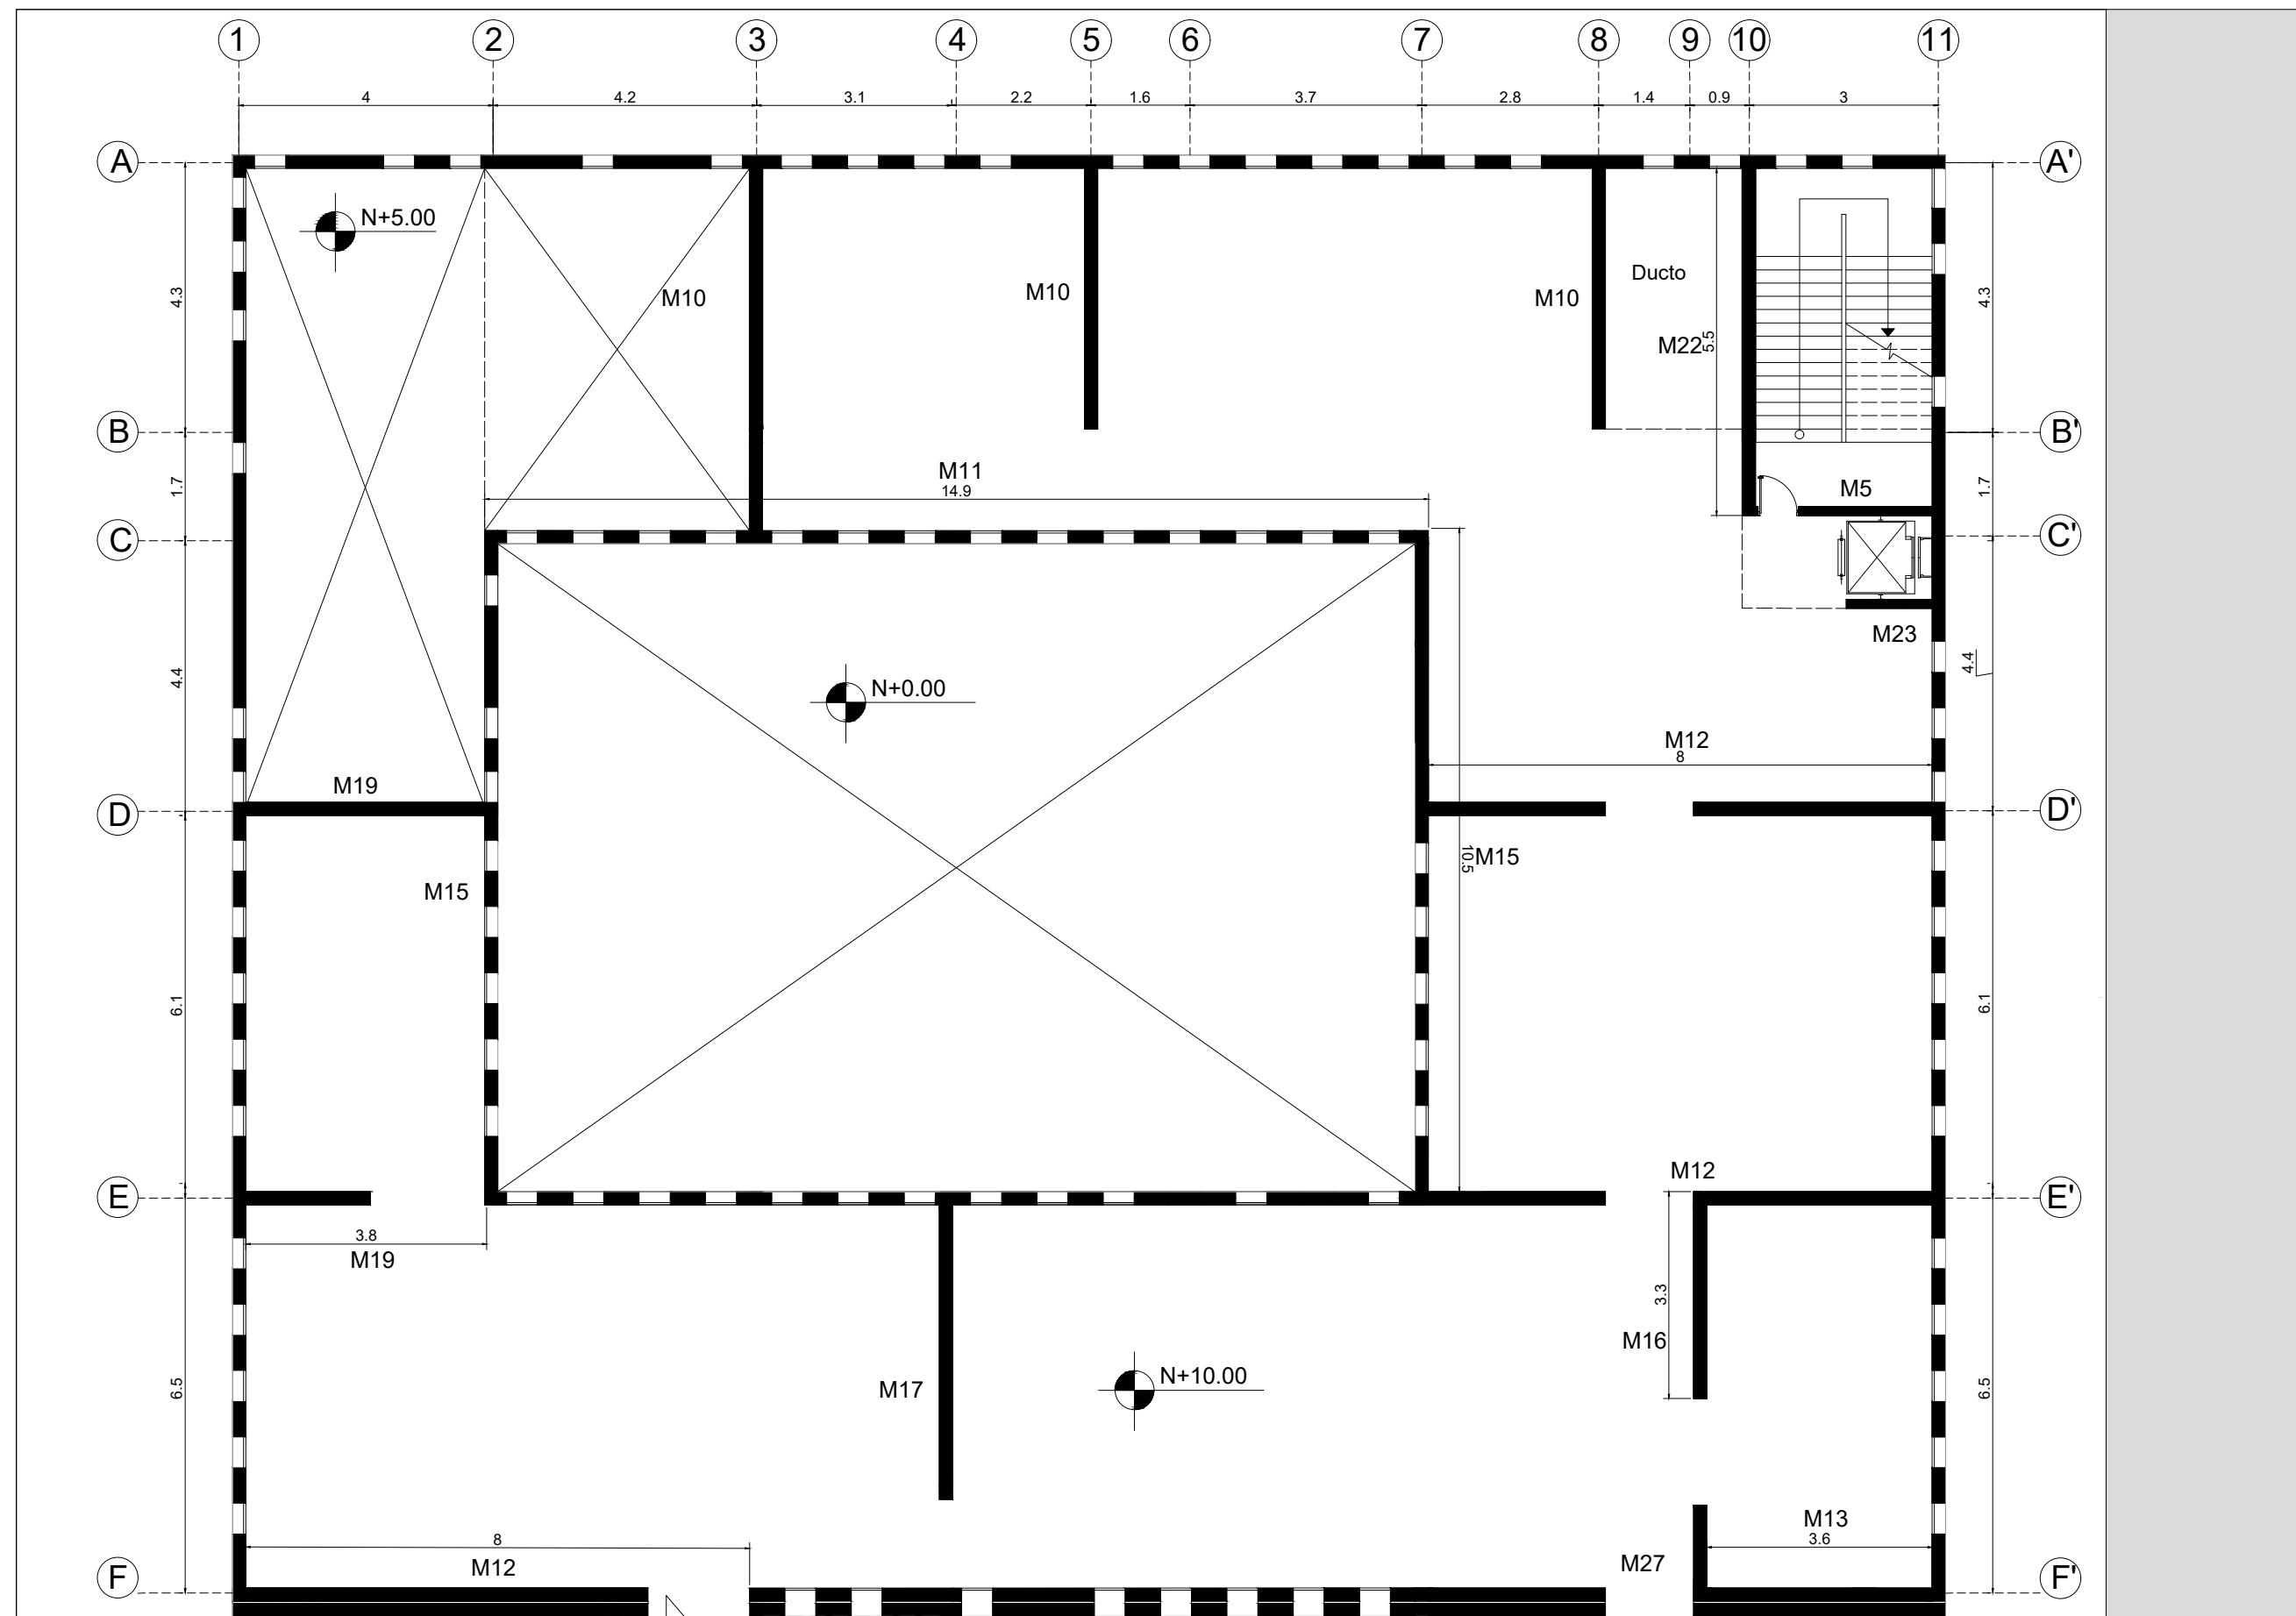 1 2 3 4 5 6 7 8 9 10 11
4 4.2 3.1 2.2 1.6 3.7 2.8 1.4 0.9 3
A A'
N+5.00
Ducto
4.3 M10 M10 M10 4.3
M22 5.5
B B'
M11
14.9
1.7 M5 1.7
C C'
M23
4.4 N+0.00 4.4
M12
8
M19
D D'
10.5 M15
M15
6.1 6.1
M12
E E'
3.8
M19
3.3
M16
N+10.00
6.5 M17 6.5
M13
8 3.6
M12 M27
F F'